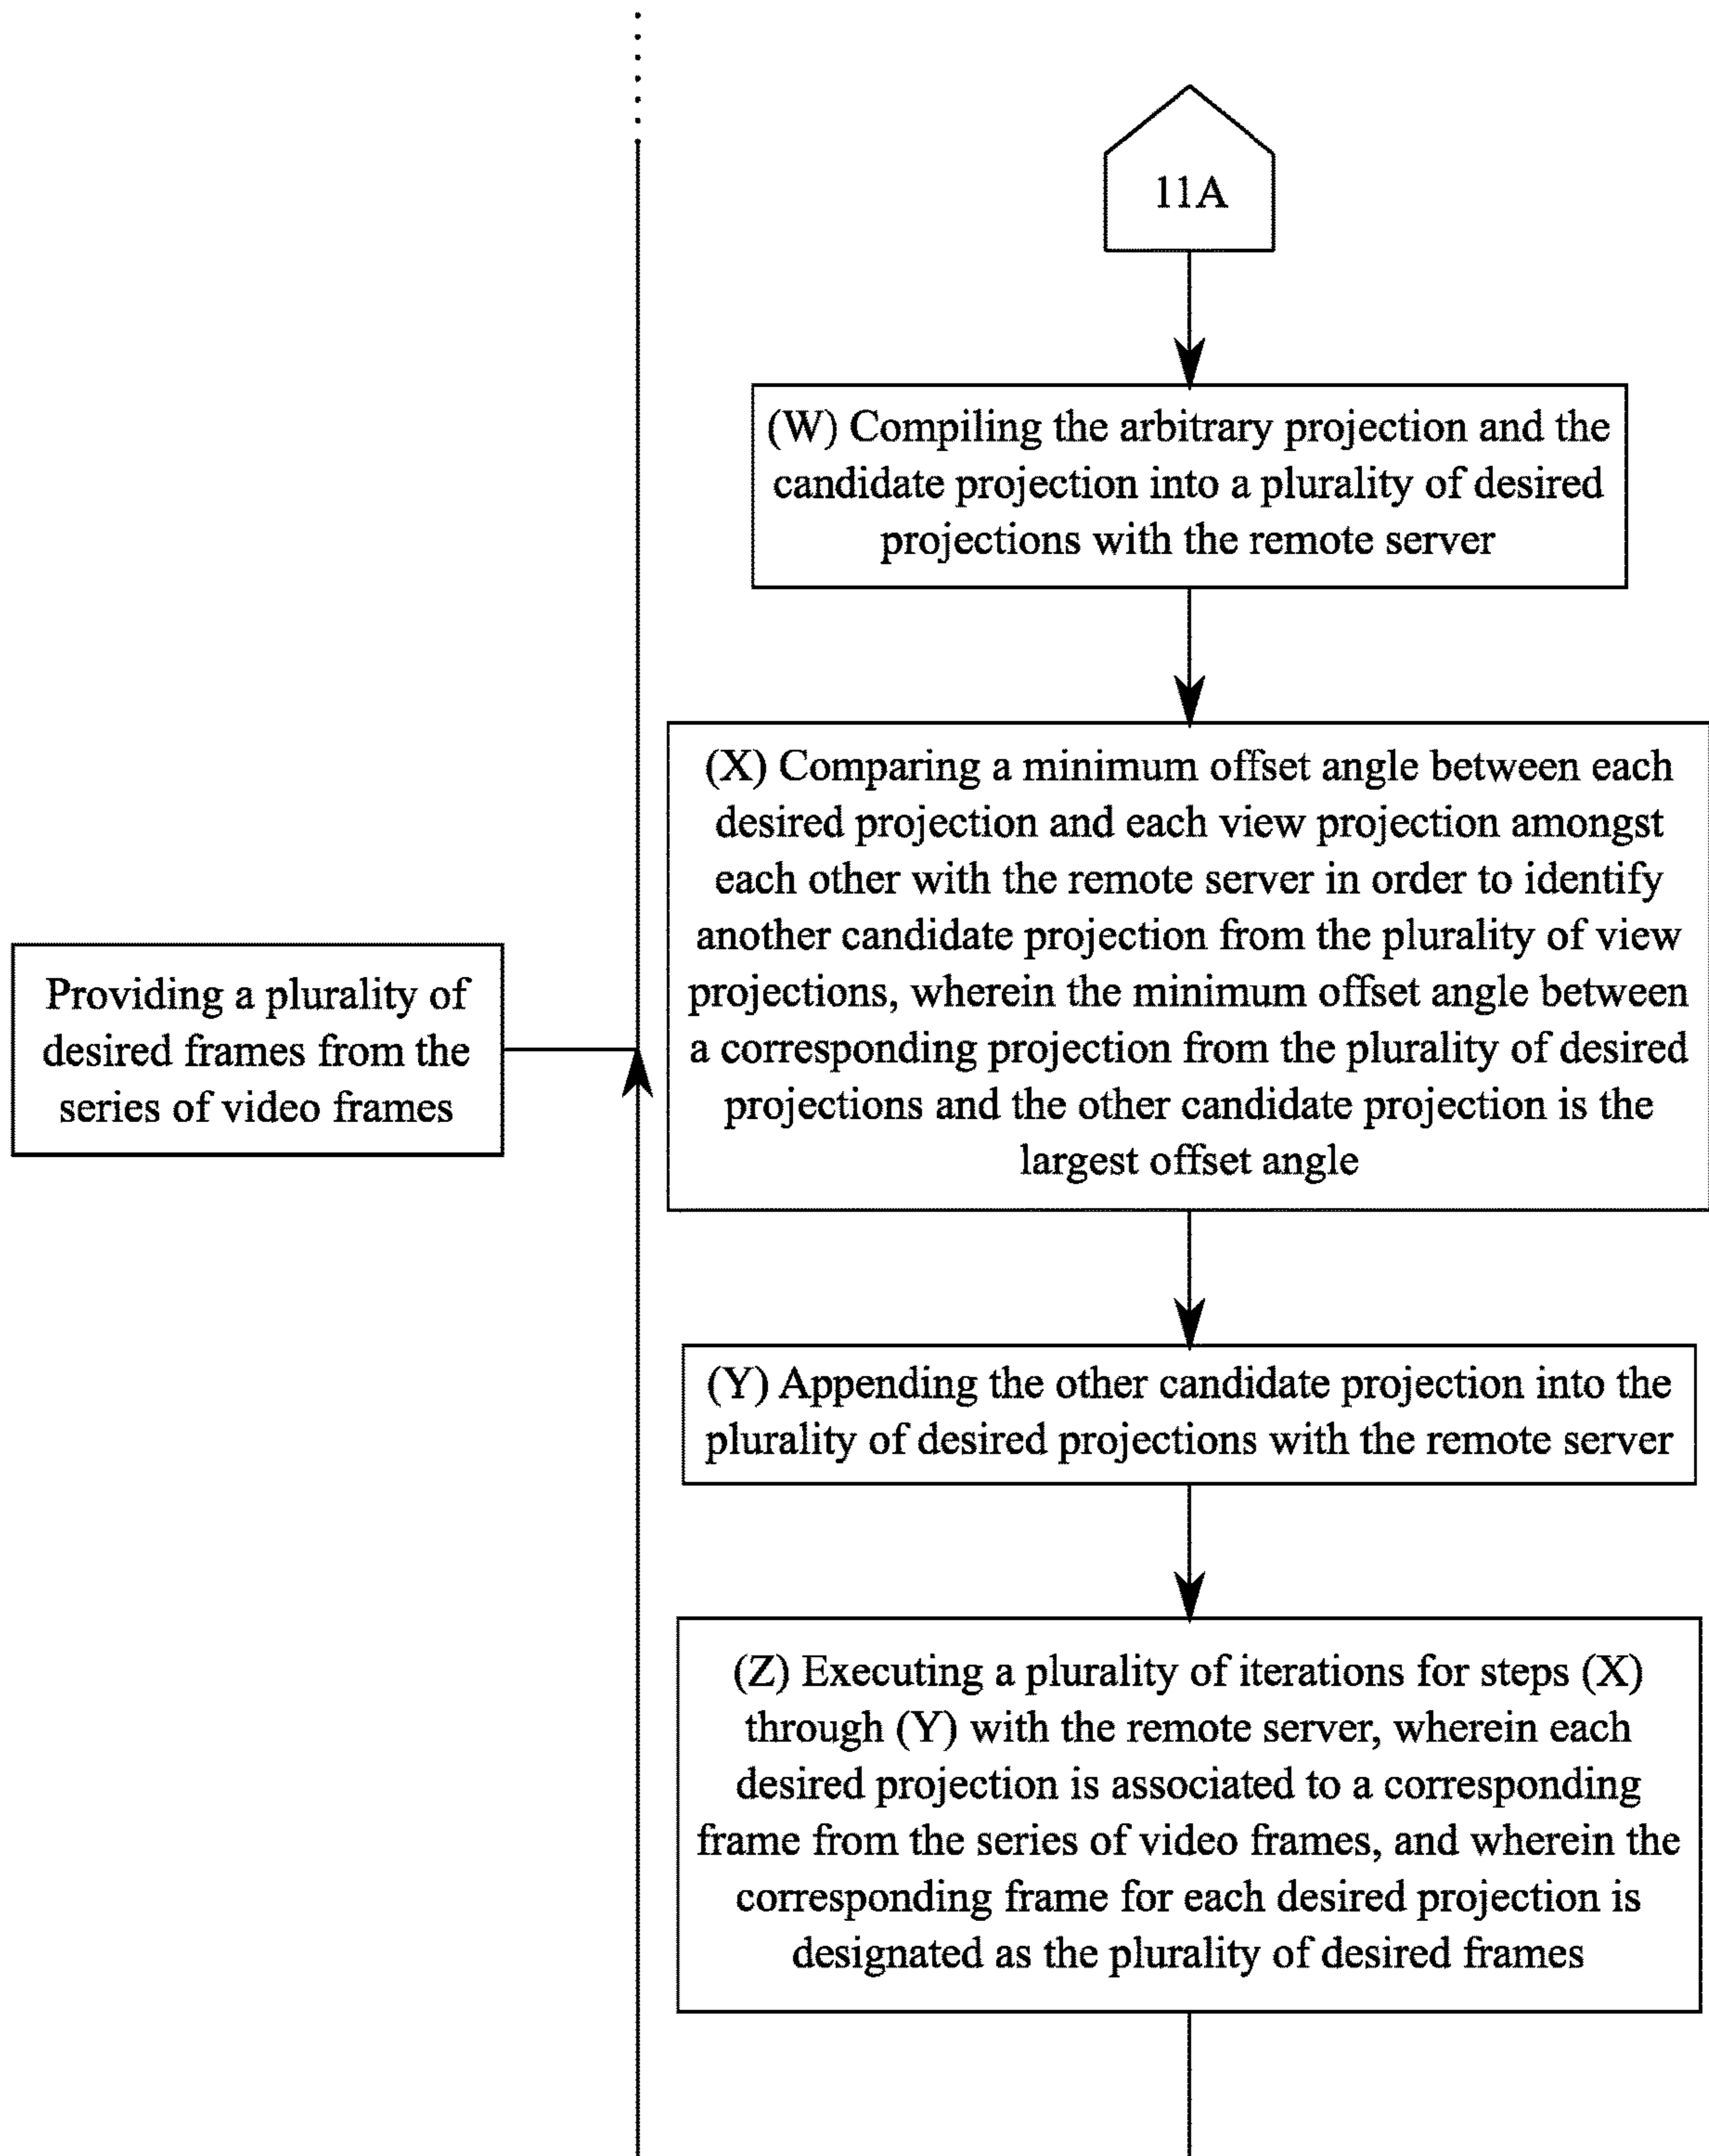 11A
(W) Compiling the arbitrary projection and the
candidate projection into a plurality of desired
projections with the remote server
(X) Comparing a minimum offset angle between each
desired projection and each view projection amongst
each other with the remote server in order to identify
another candidate projection from the plurality of view
projections, wherein the minimum offset angle between
a corresponding projection from the plurality of desired
projections and the other candidate projection is the
largest offset angle
Providing a plurality of
desired frames from the
series of video frames
(Y) Appending the other candidate projection into the
plurality of desired projections with the remote server
(Z) Executing a plurality of iterations for steps (X)
through (Y) with the remote server, wherein each
desired projection is associated to a corresponding
frame from the series of video frames, and wherein the
corresponding frame for each desired projection is
designated as the plurality of desired frames